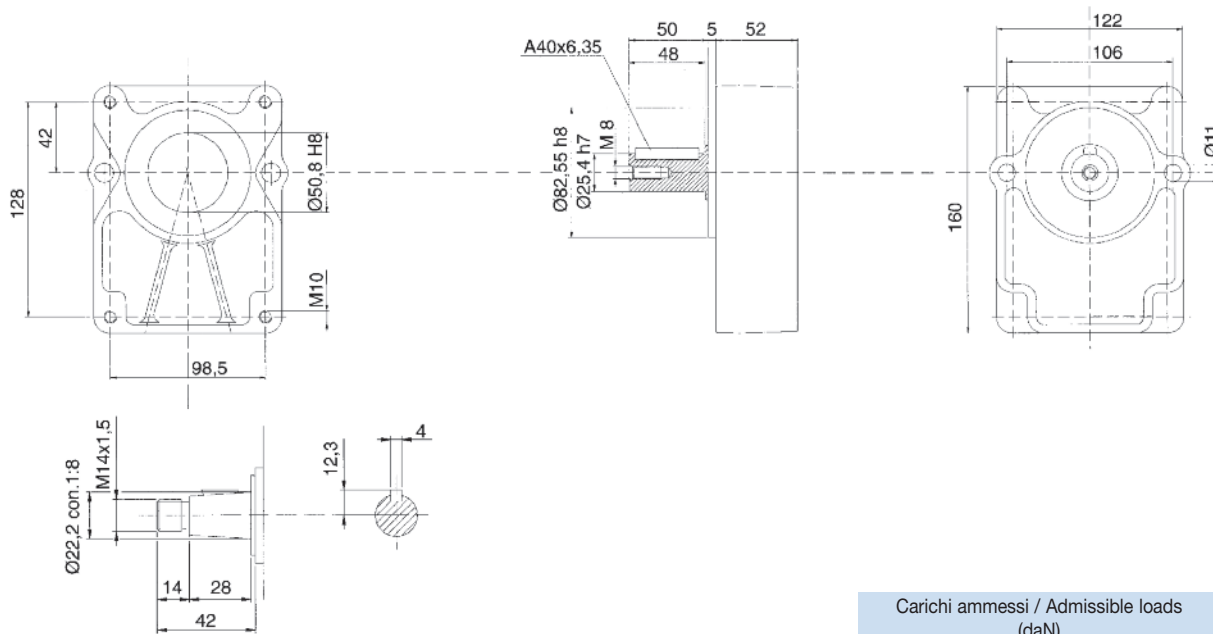 42
128
Ø50,8 H8
M10
98,5
A40x6,35
50
5
52
48
M 8
Ø82,55 h8
Ø25,4 h7
122
106
Ø11
160
M14x1,5
Ø22,2 con.1:8
14
28
42
12,3
4
Carichi ammessi / Admissible loads
(daN)